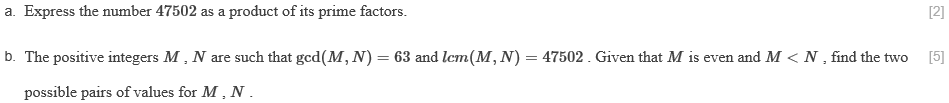 a. Express the number 47502 as a product of its prime factors. [2]
b. The positive integers M , N are such that gcd(M, N) = 63 and lcm(M, N) = 47502 . Given that M is even and M < N , find the two [5]
possible pairs of values for M , N .